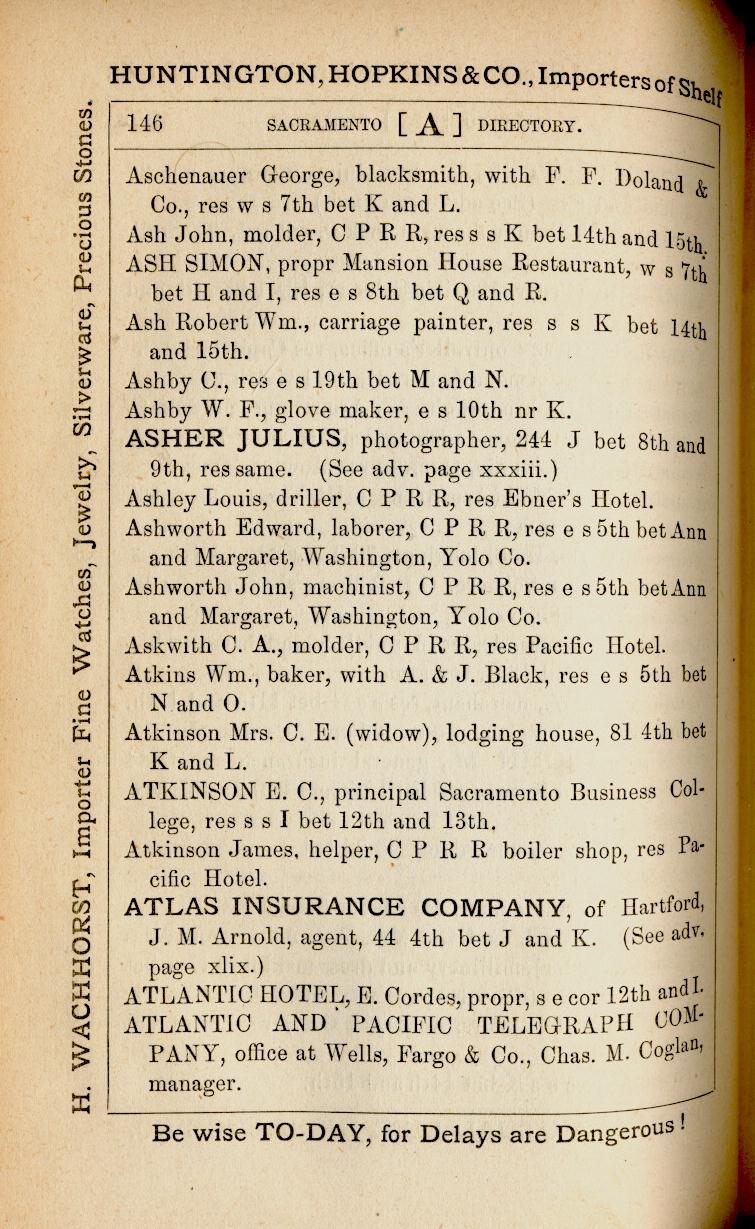 HUNTINGTON, HOPKINS & CO., Importers of Shelf
146 SACRAMENTO [ A ] DIRECTORY.
Aschenauer George, blacksmith, with F. F. Doland &
Co., res w s 7th bet K and L.
Ash John, molder, C P R R, res s s K bet 14th and 15th.
ASH SIMON, propr Mansion House Restaurant, w s 7th
bet H and I, res e s 8th bet Q and R.
Ash Robert Wm., carriage painter, res s s K bet 14th
and 15th.
Ashby C., res e s 19th bet M and N.
Ashby W. F., glove maker, e s 10th nr K.
ASHER JULIUS, photographer, 244 J bet 8th and
9th, res same. (See adv. page xxxiii.)
Ashley Louis, driller, C P R R, res Ebner's Hotel.
Ashworth Edward, laborer, C P R R, res e s 5th bet Ann
and Margaret, Washington, Yolo Co.
Ashworth John, machinist, C P R R, res e s 5th bet Ann
and Margaret, Washington, Yolo Co.
Askwith C. A., molder, C P R R, res Pacific Hotel.
Atkins Wm., baker, with A. & J. Black, res e s 5th bet
N and O.
Atkinson Mrs. C. E. (widow), lodging house, 81 4th bet
K and L.
ATKINSON E. C., principal Sacramento Business Col-
lege, res s s I bet 12th and 13th.
Atkinson James, helper, C P R R boiler shop, res Pa-
cific Hotel.
ATLAS INSURANCE COMPANY, of Hartford,
J. M. Arnold, agent, 44 4th bet J and K. (See adv.
page xlix.)
ATLANTIC HOTEL, E. Cordes, propr, s e cor 12th and I.
ATLANTIC AND PACIFIC TELEGRAPH COM-
PANY, office at Wells, Fargo & Co., Chas. M. Coglan,
manager.
Be wise TO-DAY, for Delays are Dangerous!
H. WACHHORST, Importer Fine Watches, Jewelry, Silverware, Precious Stones.